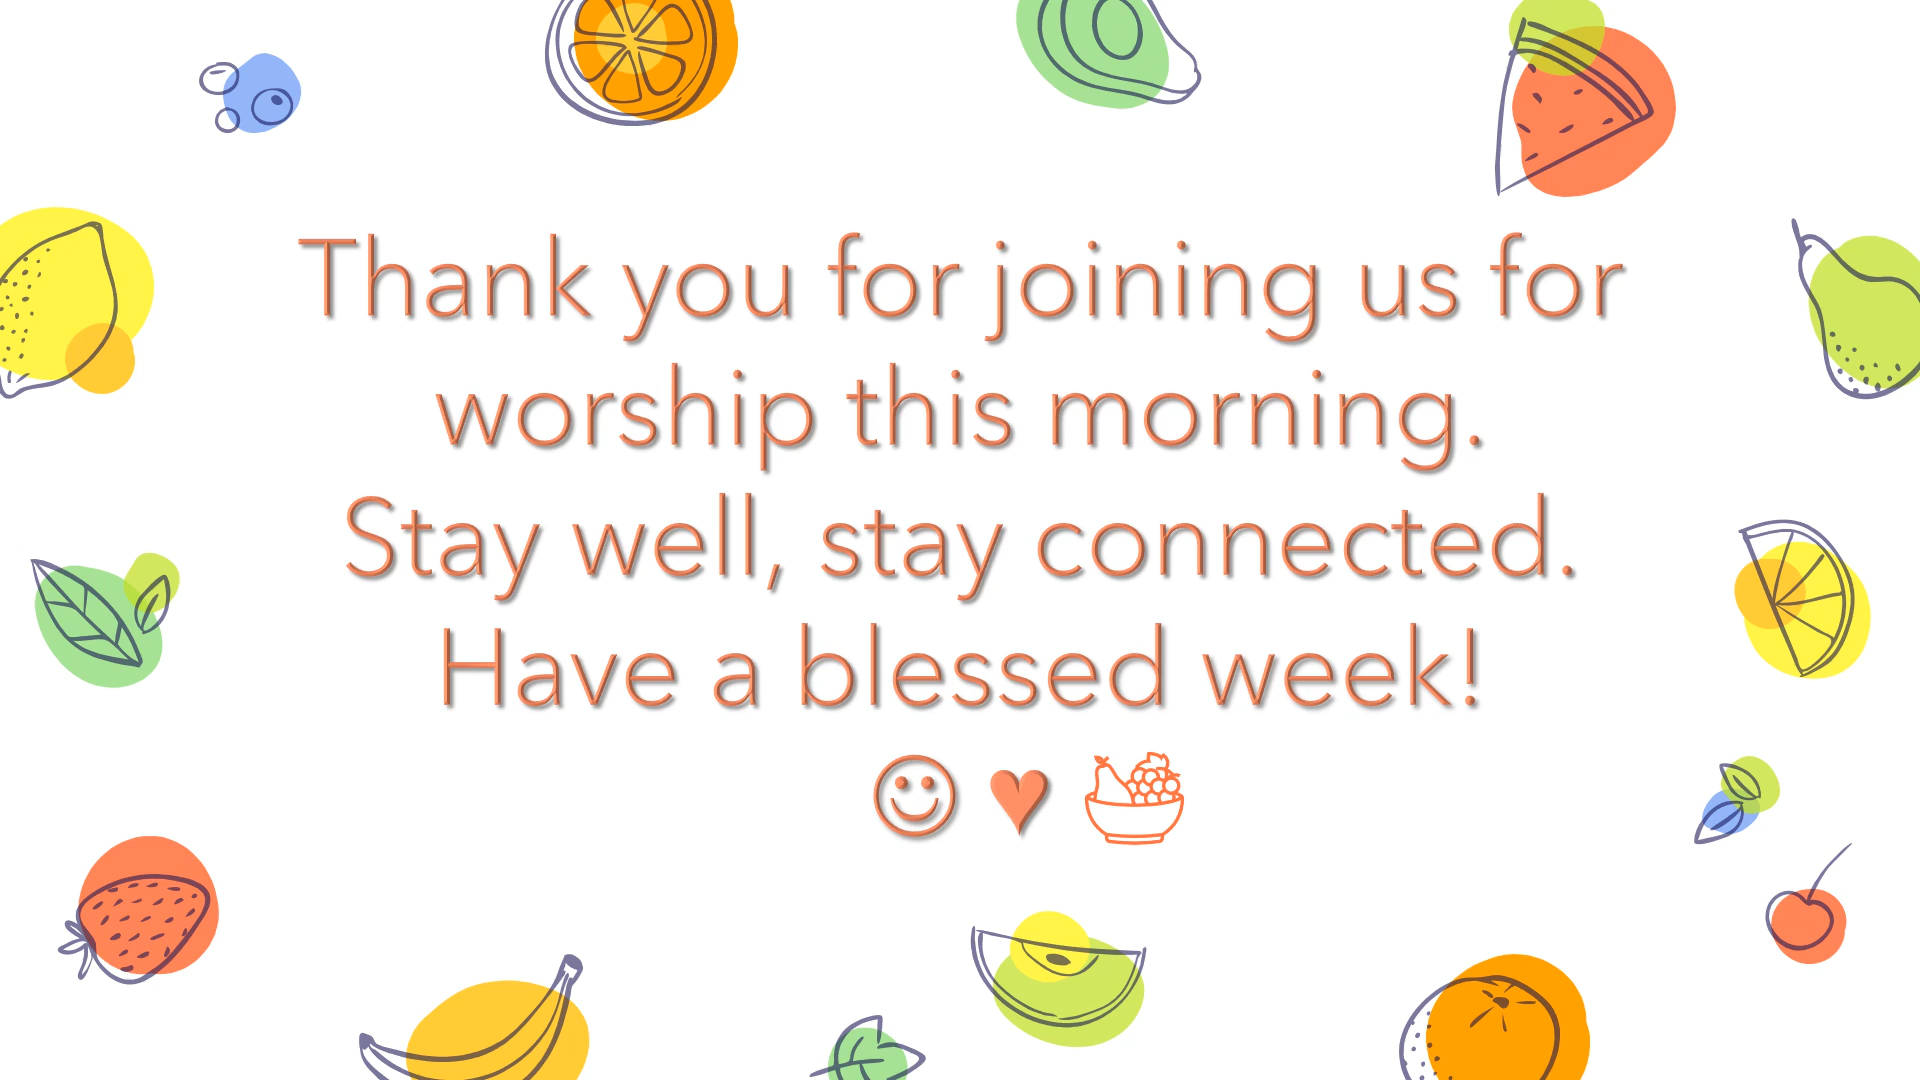 Thank you for joining us for
worship this morning.
Stay well, stay connected.
Have a blessed week!